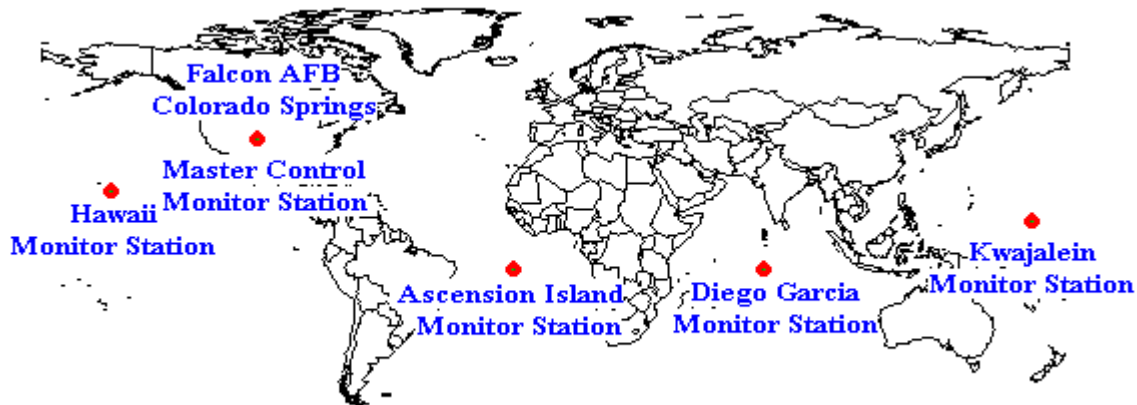 Falcon AFB
Colorado Springs
Master Control
Monitor Station
Hawaii
Monitor Station
Ascension Island
Monitor Station
Diego Garcia
Monitor Station
Kwajalein
Monitor Station